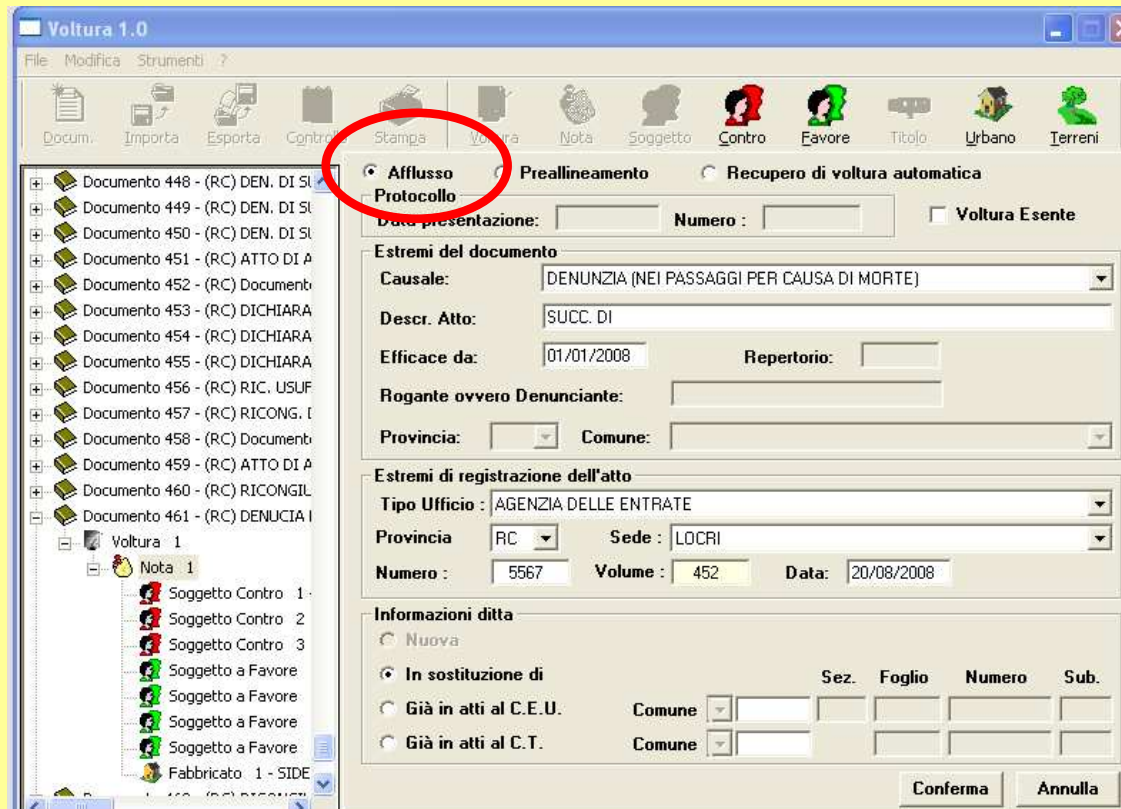 Voltura 1.0
File Modifica Strumenti ?
Docum. Importa Esporta Controlli Stampa Voltura Nota Soggetto Contro Favore Titolo Urbano Terreni
Afflusso Preallineamento Recupero di voltura automatica
Protocollo
Data presentazione: Numero : Voltura Esente
Estremi del documento
Causale: DENUNZIA (NEI PASSAGGI PER CAUSA DI MORTE)
Descr. Atto: SUCC. DI
Efficace da: 01/01/2008 Repertorio:
Rogante ovvero Denunciante:
Provincia: Comune:
Estremi di registrazione dell'atto
Tipo Ufficio : AGENZIA DELLE ENTRATE
Provincia RC Sede : LOCRI
Numero : 5567 Volume : 452 Data: 20/08/2008
Informazioni ditta
Nuova
In sostituzione di Sez. Foglio Numero Sub.
Già in atti al C.E.U. Comune
Già in atti al C.T. Comune
Conferma Annulla
Documento 448 - (RC) DEN. DI SU
Documento 449 - (RC) DEN. DI SU
Documento 450 - (RC) DEN. DI SU
Documento 451 - (RC) ATTO DI A
Documento 452 - (RC) Documento
Documento 453 - (RC) DICHIARA
Documento 454 - (RC) DICHIARA
Documento 455 - (RC) DICHIARA
Documento 456 - (RC) RIC. USUF
Documento 457 - (RC) RICONG. D
Documento 458 - (RC) Documento
Documento 459 - (RC) ATTO DI A
Documento 460 - (RC) RICONGIU
Documento 461 - (RC) DENUCIA
Voltura 1
Nota 1
Soggetto Contro 1 -
Soggetto Contro 2
Soggetto Contro 3
Soggetto a Favore
Soggetto a Favore
Soggetto a Favore
Soggetto a Favore
Fabbricato 1 - SIDE